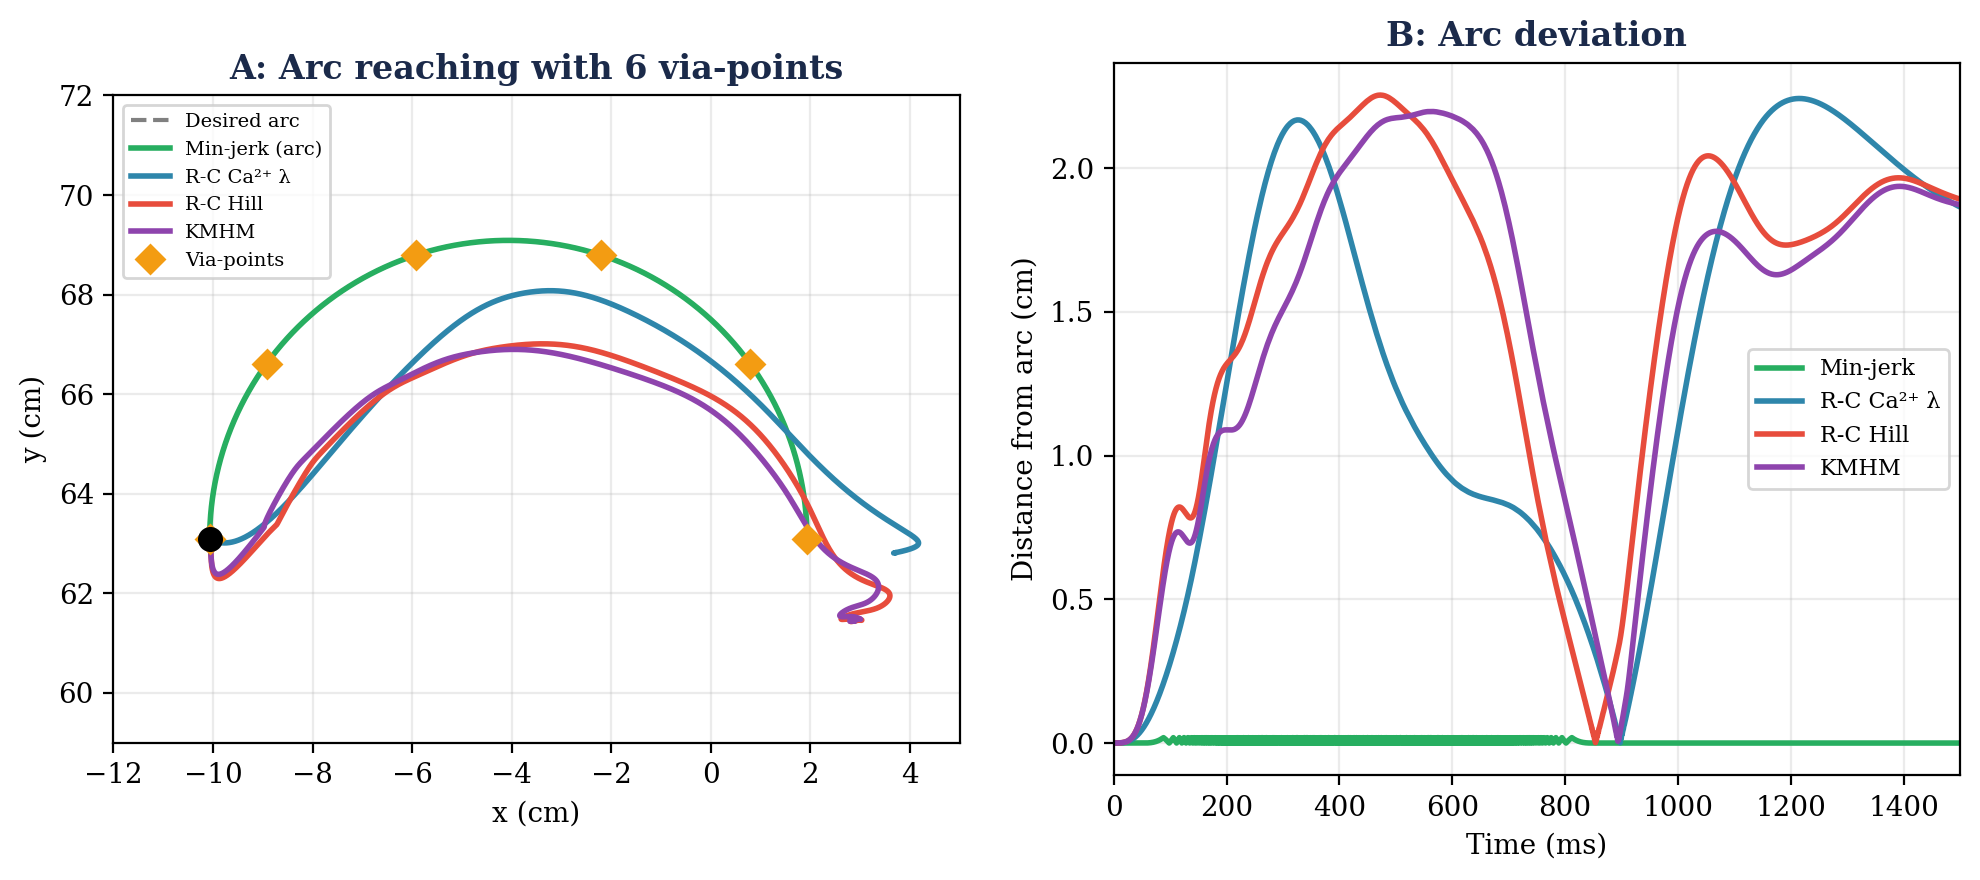 A: Arc reaching with 6 via-points
72
70
68
66
64
62
60
y (cm)
Desired arc
Min-jerk (arc)
R-C Ca²⁺ λ
R-C Hill
KMHM
Via-points
−12
−10
−8
−6
−4
−2
0
2
4
x (cm)
B: Arc deviation
2.0
1.5
1.0
0.5
0.0
Distance from arc (cm)
Min-jerk
R-C Ca²⁺ λ
R-C Hill
KMHM
0
200
400
600
800
1000
1200
1400
Time (ms)